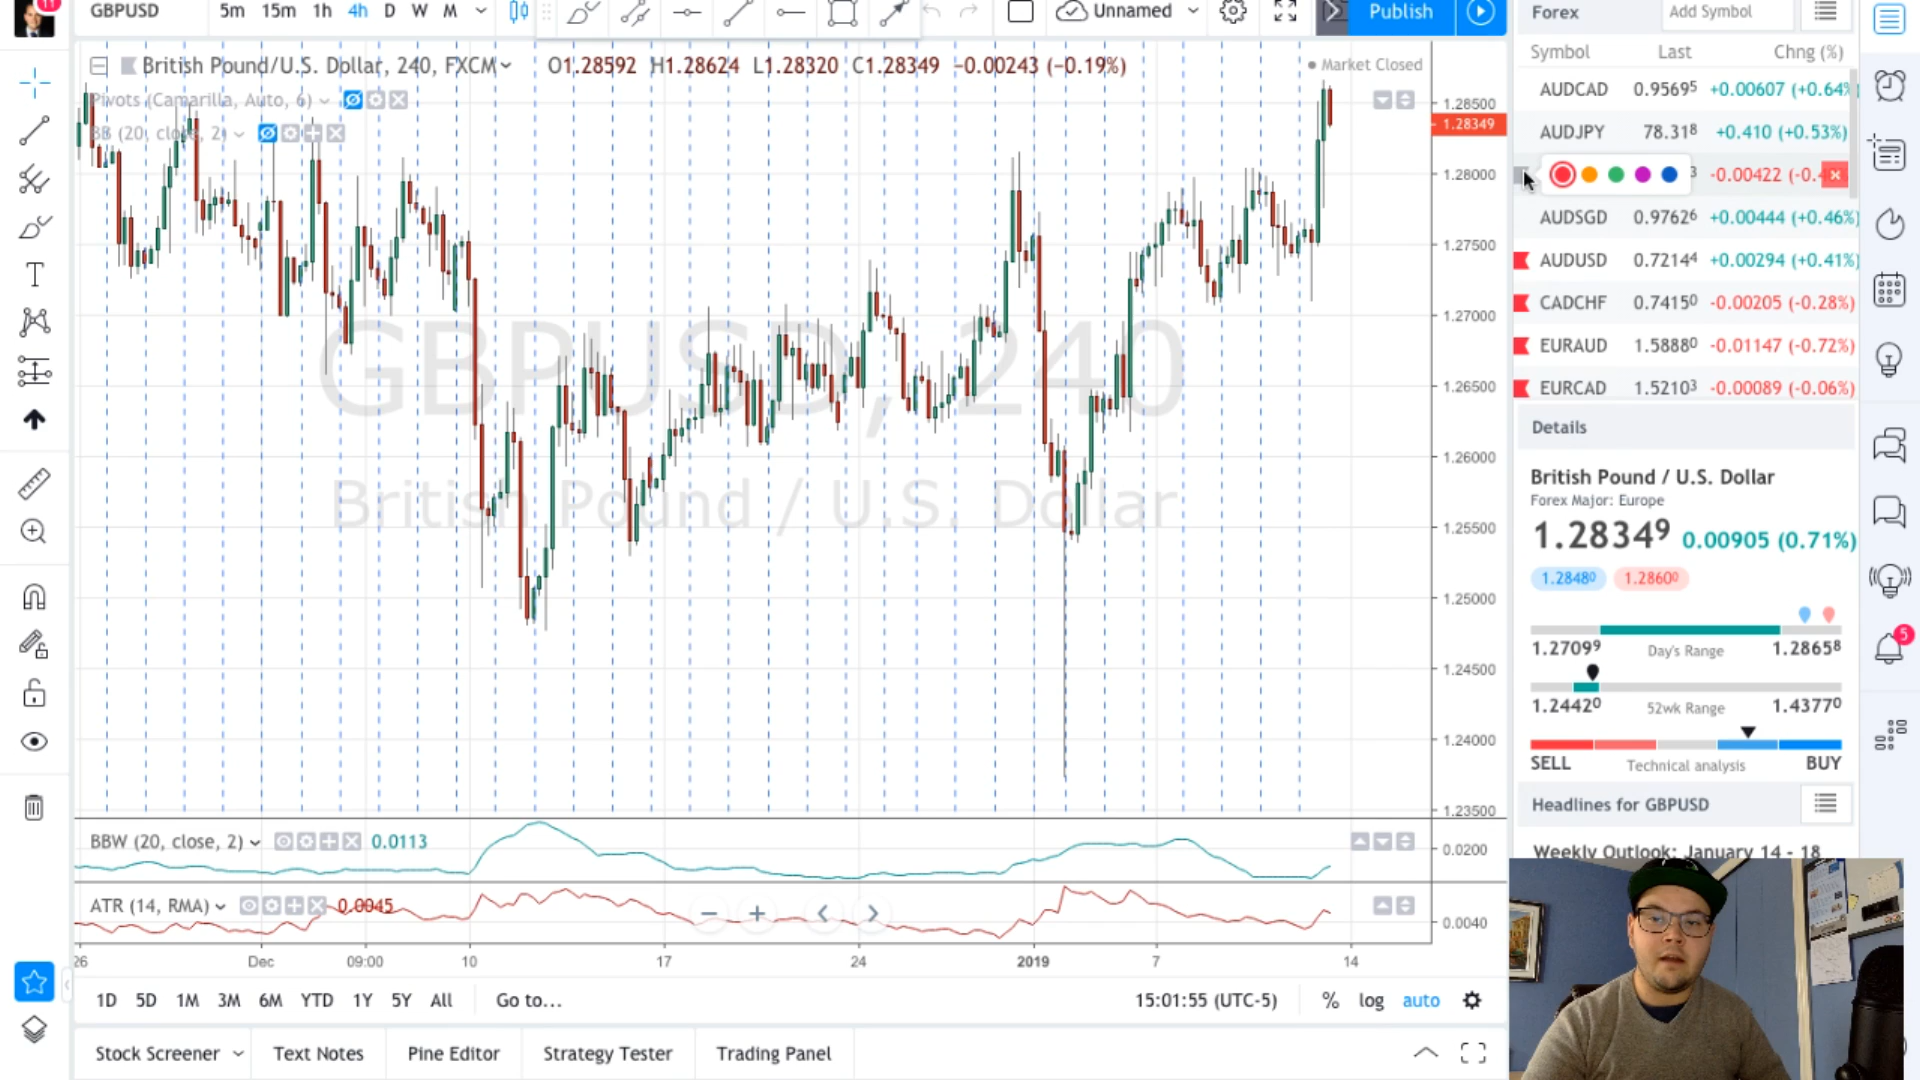 11
GBPUSD 5m 15m 1h 4h D W M Unnamed Publish
Forex Add Symbol
Symbol Last Chng (%)
AUDCAD 0.95695 +0.00607 (+0.64%
AUDJPY 78.318 +0.410 (+0.53%)
3 -0.00422 (-0.4
AUDSGD 0.97626 +0.00444 (+0.46%)
AUDUSD 0.72144 +0.00294 (+0.41%)
CADCHF 0.74150 -0.00205 (-0.28%)
EURAUD 1.58880 -0.01147 (-0.72%)
EURCAD 1.52103 -0.00089 (-0.06%)
British Pound/U.S. Dollar, 240, FXCM O1.28592 H1.28624 L1.28320 C1.28349 −0.00243 (−0.19%)
Market Closed
Pivots (Camarilla, Auto, 6)
BB (20, close, 2)
GBPUSD, 240
British Pound / U.S. Dollar
1.28500
1.28349
1.28000
1.27500
1.27000
1.26500
1.26000
1.25500
1.25000
1.24500
1.24000
1.23500
BBW (20, close, 2) 0.0113
0.0200
ATR (14, RMA) 0.0045
0.0040
26 Dec 09:00 10 17 24 2019 7 14
1D 5D 1M 3M 6M YTD 1Y 5Y All Go to... 15:01:55 (UTC-5) % log auto
Stock Screener Text Notes Pine Editor Strategy Tester Trading Panel
Details
British Pound / U.S. Dollar
Forex Major: Europe
1.28349 0.00905 (0.71%)
1.28480 1.28600
1.27099 Day's Range 1.28658
1.24420 52wk Range 1.43770
SELL Technical analysis BUY
Headlines for GBPUSD
Weekly Outlook: January 14 - 18
5